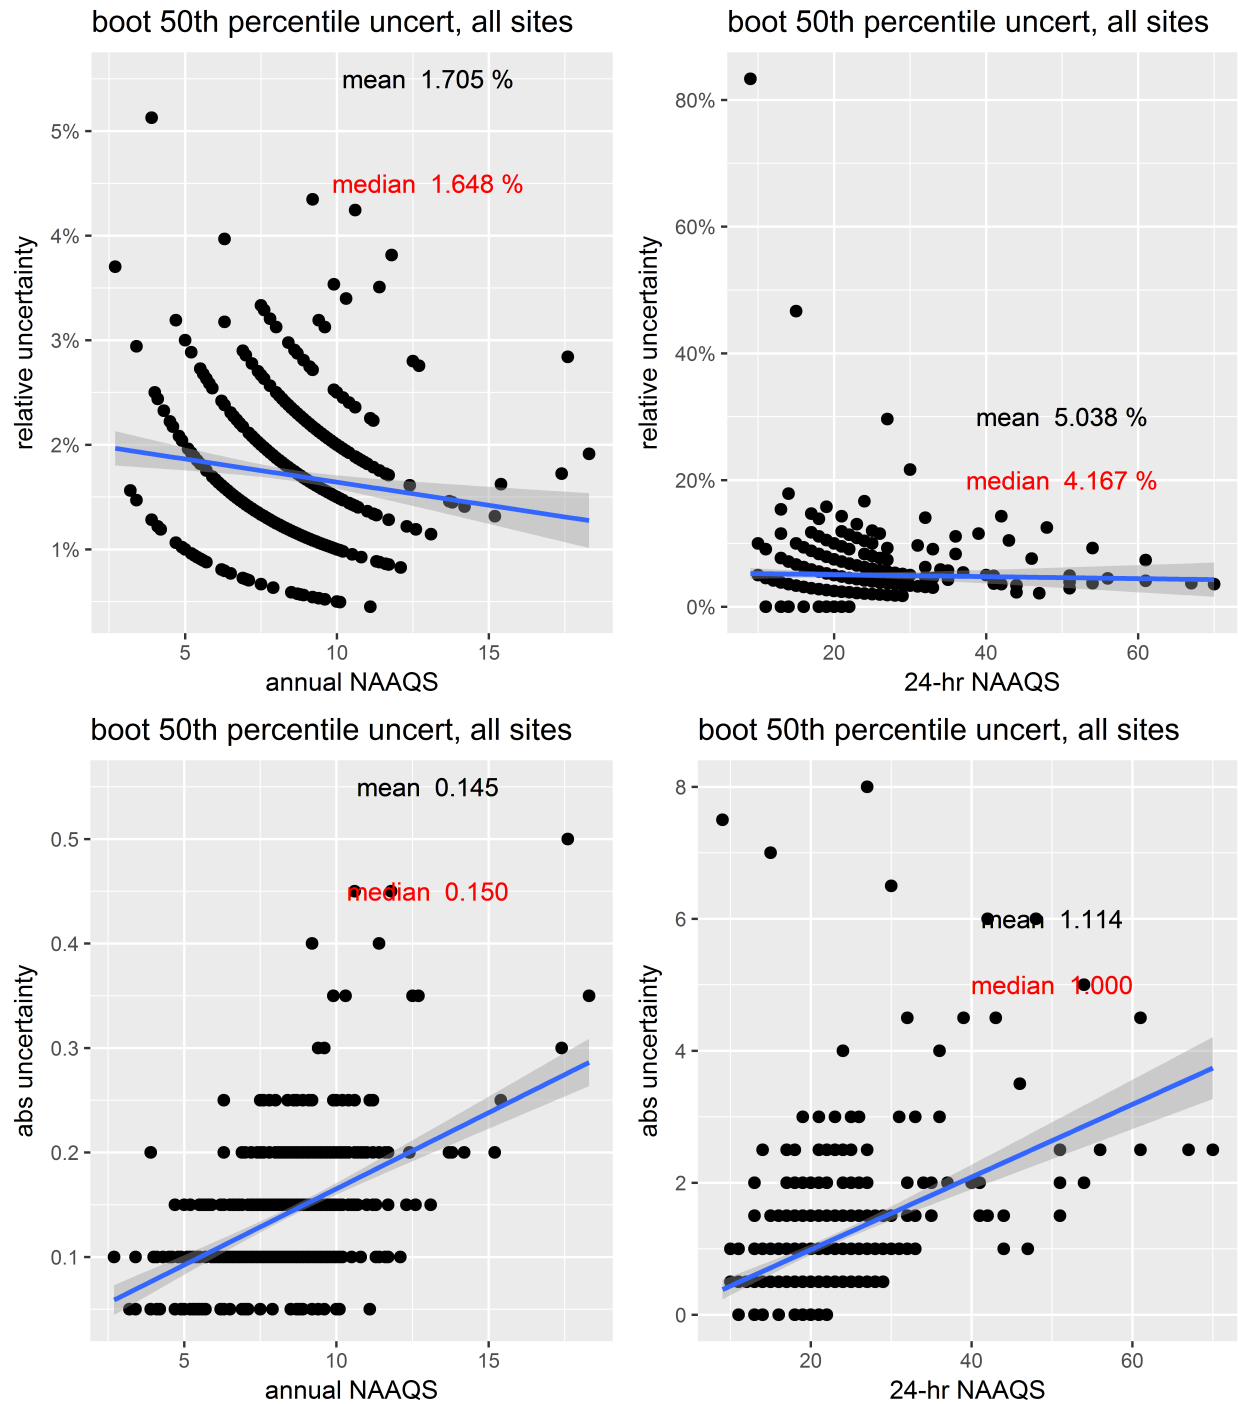 boot 50th percentile uncert, all sites
mean 1.705 %
median 1.648 %
5%
4%
3%
2%
1%
relative uncertainty
5
10
15
annual NAAQS
boot 50th percentile uncert, all sites
80%
60%
40%
20%
0%
mean 5.038 %
median 4.167 %
relative uncertainty
20
40
60
24-hr NAAQS
boot 50th percentile uncert, all sites
mean 0.145
median 0.150
0.5
0.4
0.3
0.2
0.1
abs uncertainty
5
10
15
annual NAAQS
boot 50th percentile uncert, all sites
mean 1.114
median 1.000
8
6
4
2
0
abs uncertainty
20
40
60
24-hr NAAQS